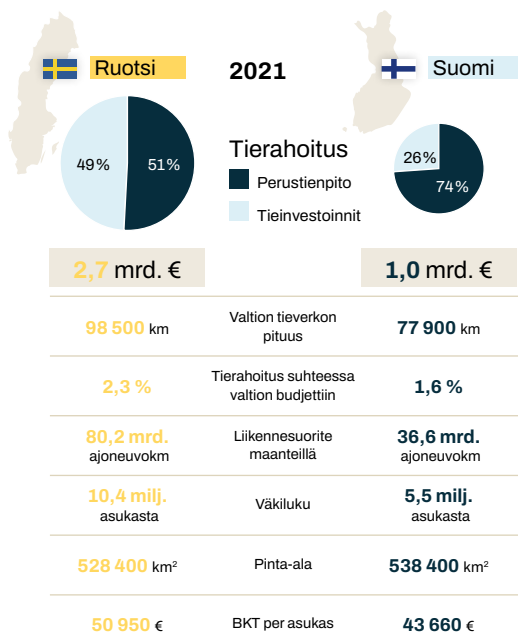 Ruotsi
2021
Suomi
49%
51%
Tierahoitus
Perustienpito
Tieinvestoinnit
26%
74%
2,7 mrd. €
1,0 mrd. €
98 500 km
Valtion tieverkon
pituus
77 900 km
2,3 %
Tierahoitus suhteessa
valtion budjettiin
1,6 %
80,2 mrd.
ajoneuvokm
Liikennesuorite
maanteillä
36,6 mrd.
ajoneuvokm
10,4 milj.
asukasta
Väkiluku
5,5 milj.
asukasta
528 400 km²
Pinta-ala
538 400 km²
50 950 €
BKT per asukas
43 660 €